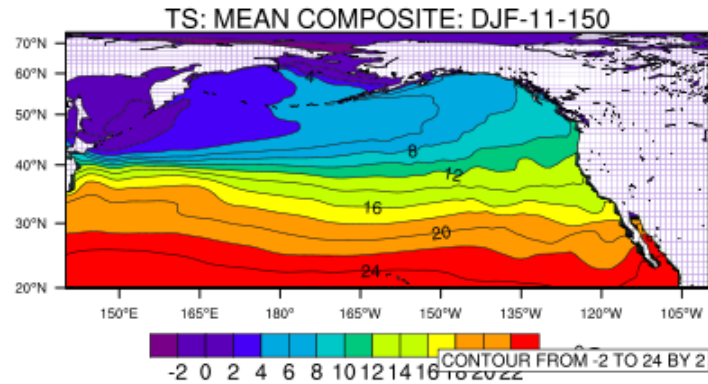 TS: MEAN COMPOSITE: DJF-11-150
70°N
60°N
50°N
40°N
30°N
20°N
4
8
12
16
20
24
150°E 165°E 180° 165°W 150°W 135°W 120°W 105°W
-2 0 2 4 6 8 10 12 14 16 18 20 22
CONTOUR FROM -2 TO 24 BY 2